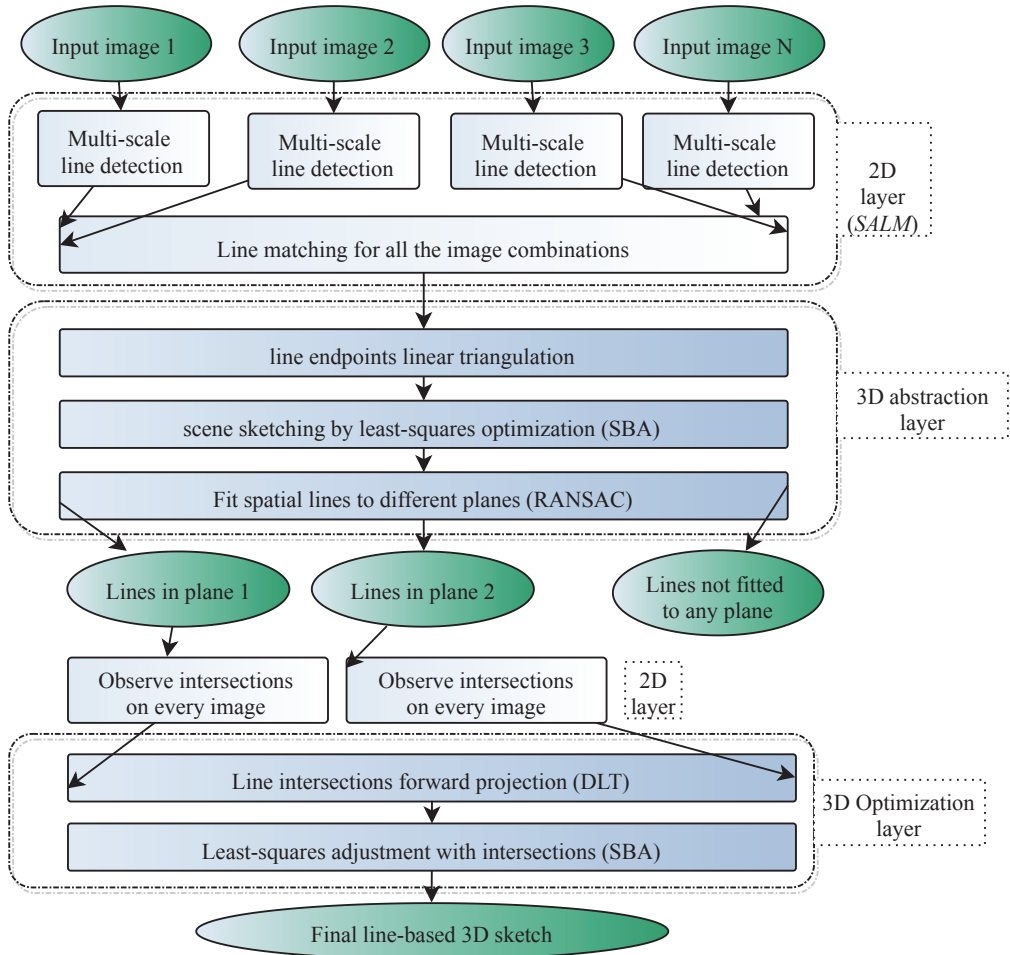 Input image 1
Input image 2
Input image 3
Input image N
Multi-scale
line detection
Multi-scale
line detection
Multi-scale
line detection
Multi-scale
line detection
2D
layer
(SALM)
Line matching for all the image combinations
line endpoints linear triangulation
scene sketching by least-squares optimization (SBA)
Fit spatial lines to different planes (RANSAC)
3D abstraction
layer
Lines in plane 1
Lines in plane 2
Lines not fitted
to any plane
Observe intersections
on every image
Observe intersections
on every image
2D
layer
Line intersections forward projection (DLT)
Least-squares adjustment with intersections (SBA)
3D Optimization
layer
Final line-based 3D sketch